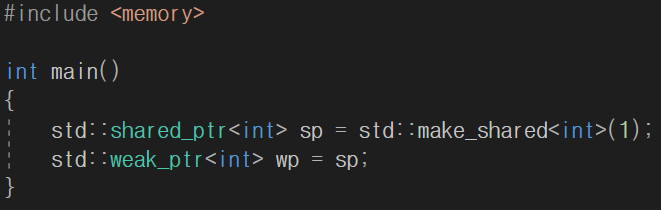 #include <memory>
int main()
{
std::shared_ptr<int> sp = std::make_shared<int>(1);
std::weak_ptr<int> wp = sp;
}